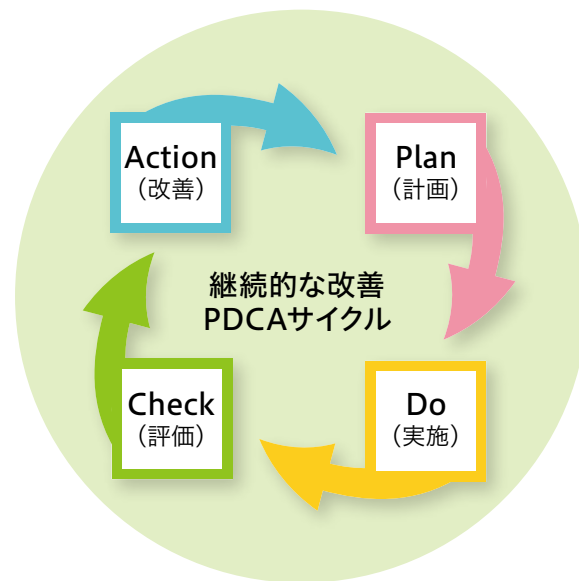 Action
（改善）
Plan
（計画）
継続的な改善
PDCAサイクル
Check
（評価）
Do
（実施）